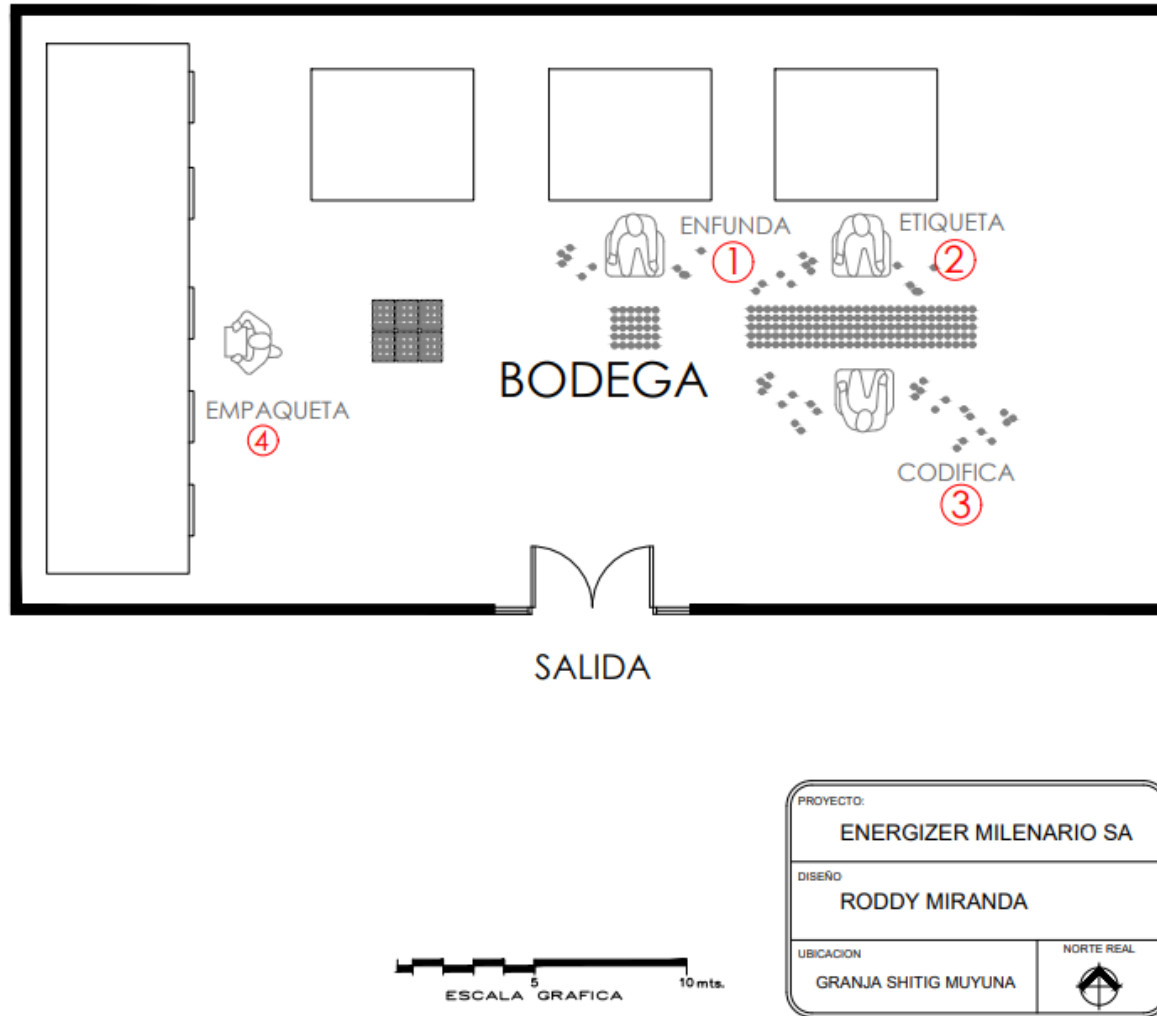 ENFUNDA
1
ETIQUETA
2
BODEGA
EMPAQUETA
4
CODIFICA
3
SALIDA
PROYECTO:
ENERGIZER MILENARIO SA
DISEÑO
RODDY MIRANDA
UBICACION
GRANJA SHITIG MUYUNA
NORTE REAL
5
10 mts.
ESCALA GRAFICA